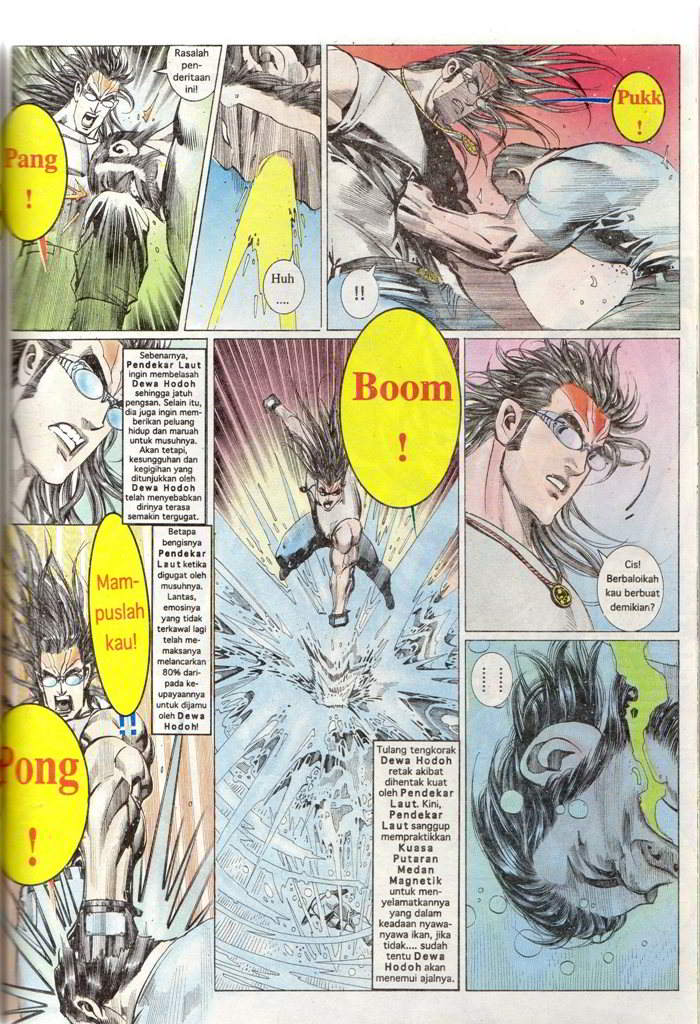 Rasalah
pen-
deritaan
ini!
Pang
!
Huh
....
Pukk
!
!!
Sebenarnya,
Pendekar Laut
ingin membelasah
Dewa Hodoh
sehingga jatuh
pengsan. Selain itu,
dia juga ingin mem-
berikan peluang
hidup dan maruah
untuk musuhnya.
Akan tetapi,
kesungguhan dan
kegigihan yang
ditunjukkan oleh
Dewa Hodoh
telah menyebabkan
dirinya terasa
semakin tergugat.
Boom
!
Cis!
Berbaloikah
kau berbuat
demikian?
Mam-
puslah
kau!
Betapa
bengisnya
Pendekar
Laut ketika
digugat oleh
musuhnya.
Lantas,
emosinya
yang tidak
terkawal lagi
telah me-
maksanya
melancarkan
80% dari-
pada ke-
upayaannya
untuk dijamu
oleh Dewa
Hodoh!
!!
Pong
!
Tulang tengkorak
Dewa Hodoh
retak akibat
dihentak kuat
oleh Pendekar
Laut. Kini,
Pendekar
Laut sanggup
mempraktikkan
Kuasa
Putaran
Medan
Magnetik
untuk men-
yelamatkannya
yang dalam
keadaan nyawa-
nyawa ikan, jika
tidak.... sudah
tentu Dewa
Hodoh akan
menemui ajalnya.
......
......